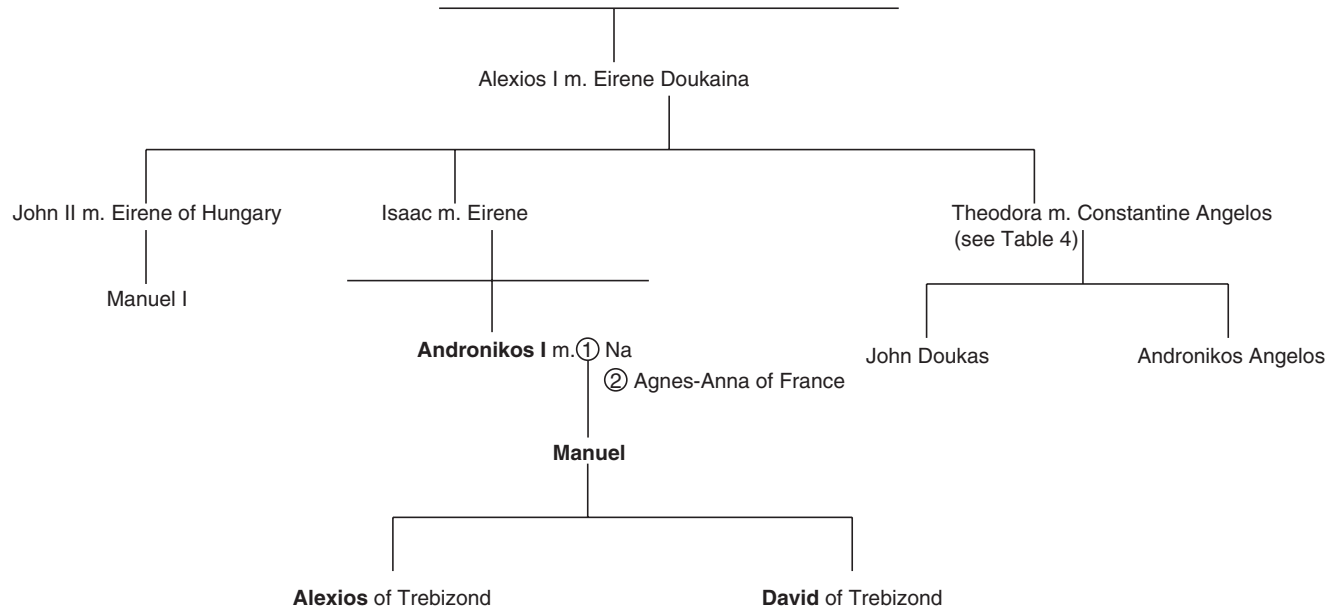 Alexios I m. Eirene Doukaina
John II m. Eirene of Hungary
Isaac m. Eirene
Theodora m. Constantine Angelos
(see Table 4)
Manuel I
Andronikos I m. ① Na
② Agnes-Anna of France
John Doukas
Andronikos Angelos
Manuel
Alexios of Trebizond
David of Trebizond